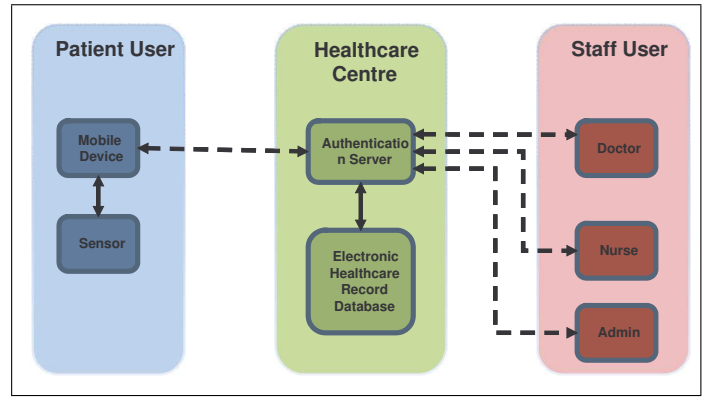 Patient User
Healthcare
Centre
Staff User
Mobile
Device
Authenticatio
n Server
Doctor
Sensor
Electronic
Healthcare
Record
Database
Nurse
Admin